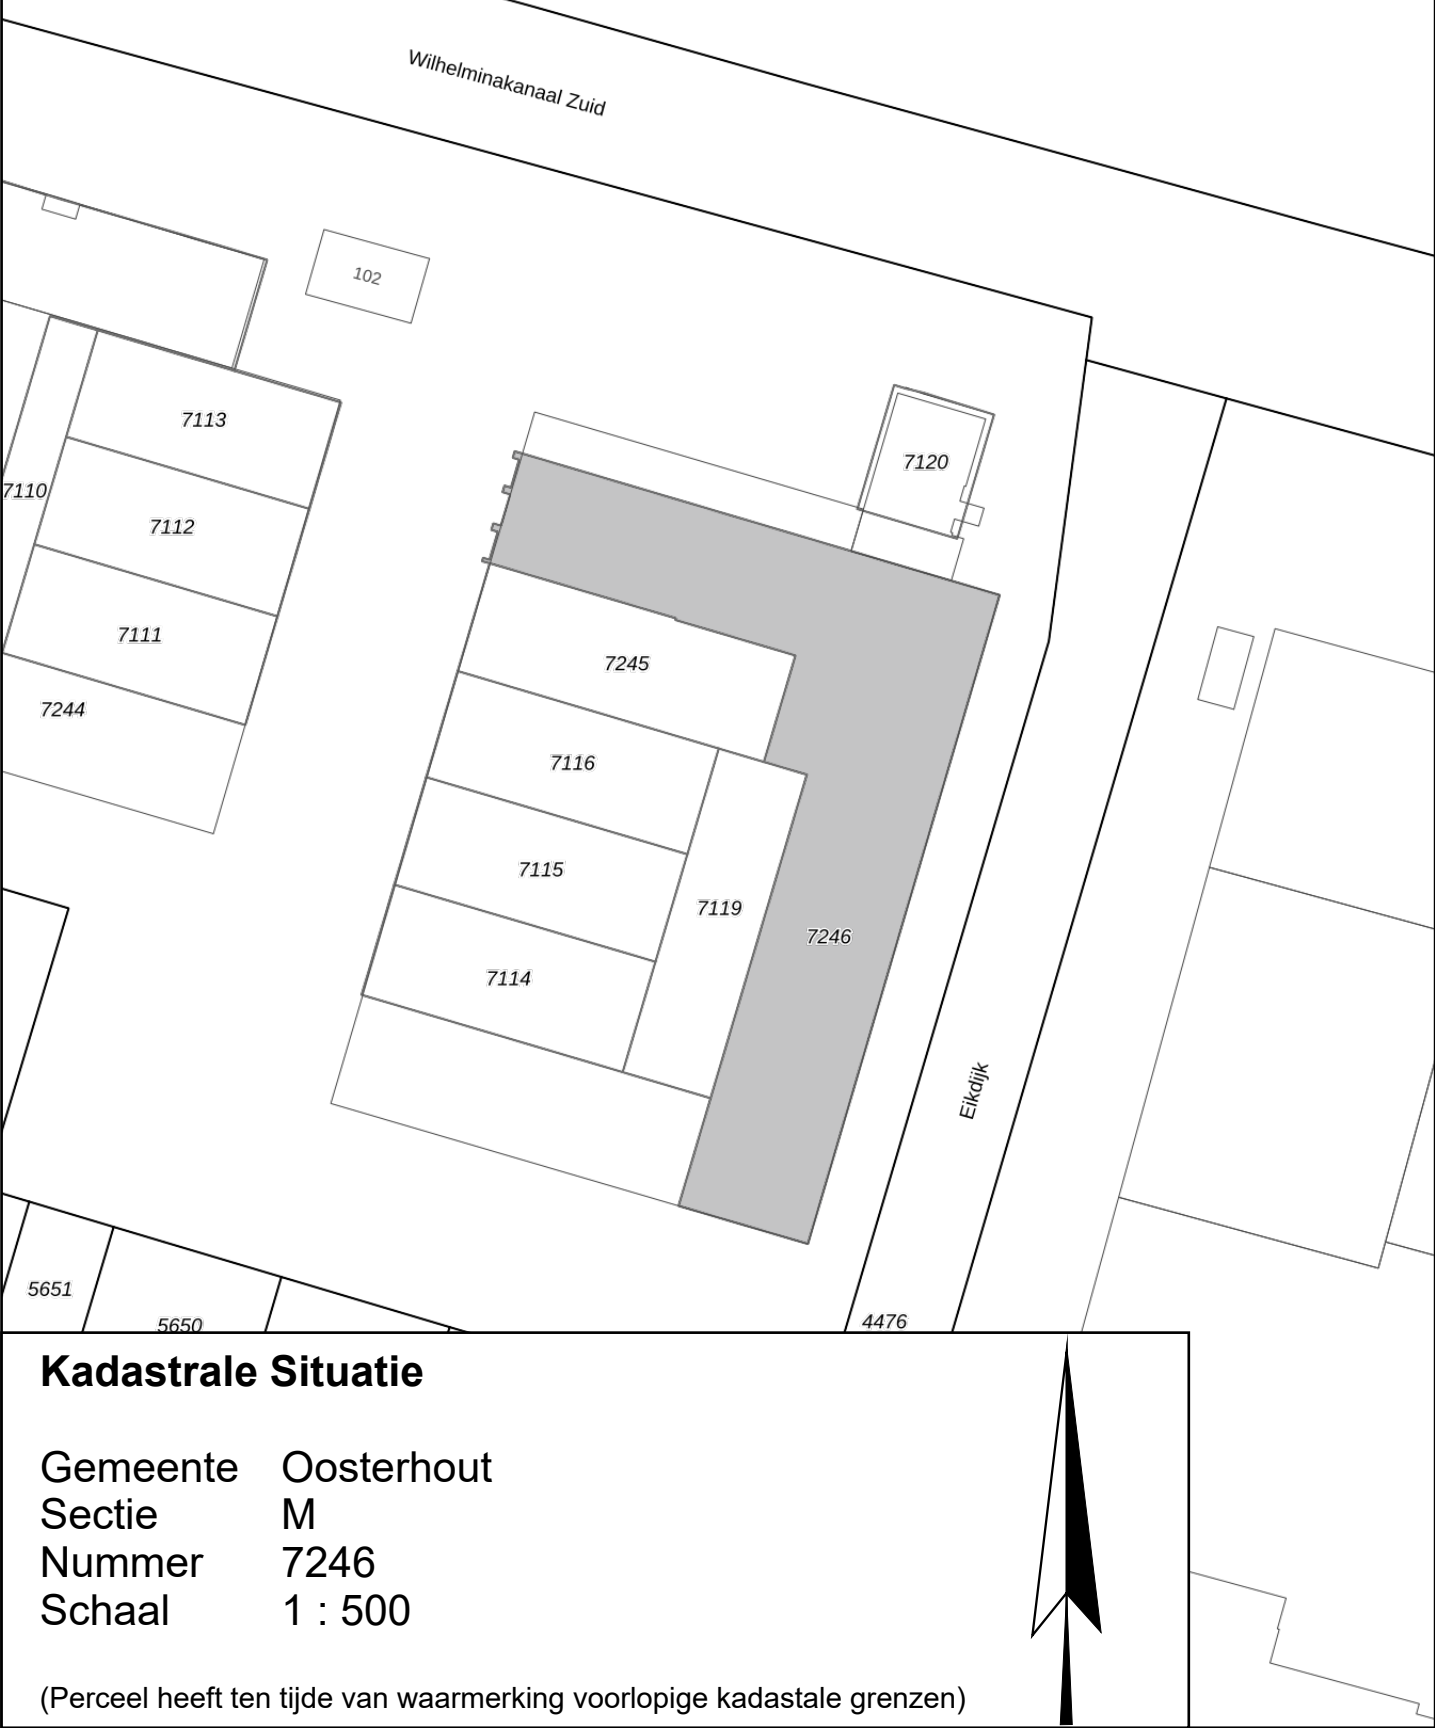 Wilhelminakanaal Zuid
102
7113
7120
7110
7112
7111
7245
7244
7116
7115
7119
7246
7114
Eikdijk
5651
5650
4476
Kadastrale Situatie
Gemeente Oosterhout
Sectie M
Nummer 7246
Schaal 1 : 500
(Perceel heeft ten tijde van waarmerking voorlopige kadastale grenzen)